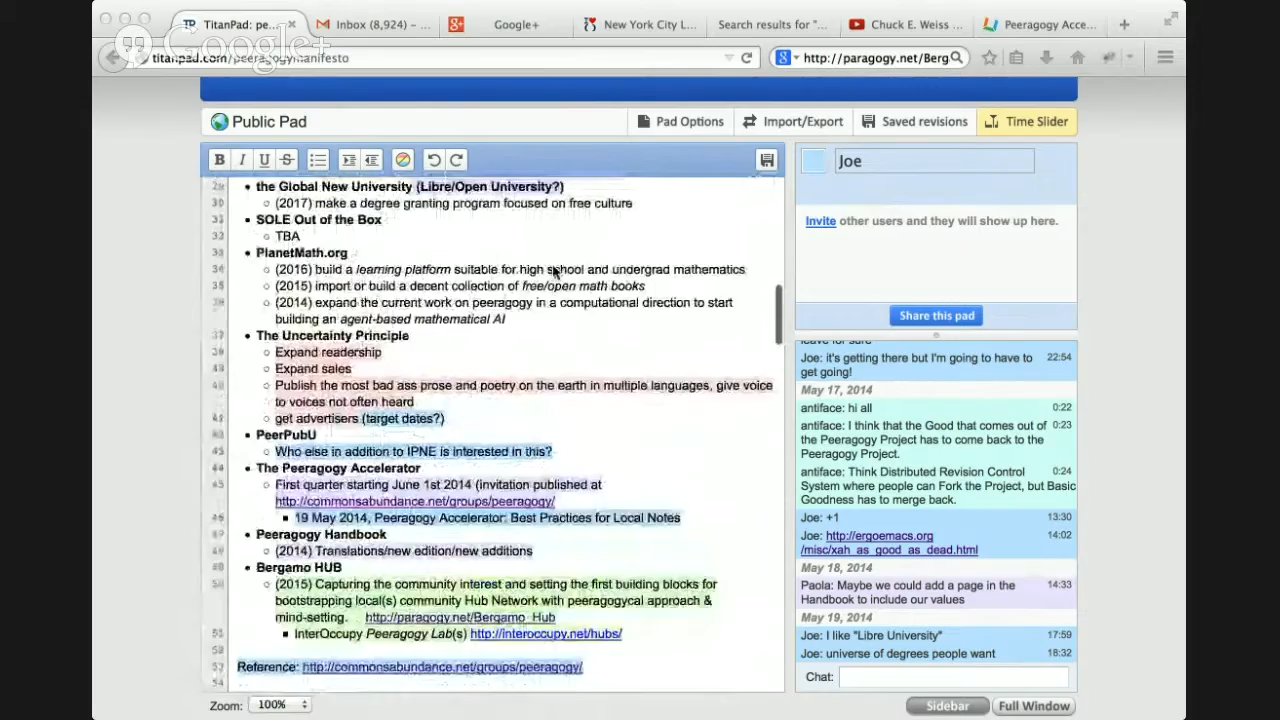 TitanPad: pe...
Inbox (8,924) – ...
Google+
New York City L...
Search results for "...
Chuck E. Weiss ...
Peeragogy Acce...
Google+
titanpad.com/peeragogymanifesto
http://paragogy.net/Berg
Public Pad
Pad Options
Import/Export
Saved revisions
Time Slider
B I U S
Joe
the Global New University (Libre/Open University?)
(2017) make a degree granting program focused on free culture
SOLE Out of the Box
TBA
PlanetMath.org
(2016) build a learning platform suitable for high school and undergrad mathematics
(2015) import or build a decent collection of free/open math books
(2014) expand the current work on peeragogy in a computational direction to start
building an agent-based mathematical AI
The Uncertainty Principle
Expand readership
Expand sales
Publish the most bad ass prose and poetry on the earth in multiple languages, give voice
to voices not often heard
get advertisers (target dates?)
PeerPubU
Who else in addition to IPNE is interested in this?
The Peeragogy Accelerator
First quarter starting June 1st 2014 (invitation published at
http://commonsabundance.net/groups/peeragogy/
19 May 2014, Peeragogy Accelerator: Best Practices for Local Notes
Peeragogy Handbook
(2014) Translations/new edition/new additions
Bergamo HUB
(2015) Capturing the community interest and setting the first building blocks for
bootstrapping local(s) community Hub Network with peeragogycal approach &
mind-setting. http://paragogy.net/Bergamo_Hub
InterOccupy Peeragogy Lab(s) http://interoccupy.net/hubs/
Reference: http://commonsabundance.net/groups/peeragogy/
Invite other users and they will show up here.
Share this pad
leave for sure
Joe: it's getting there but I'm going to have to 22:54
get going!
May 17, 2014
antiface: hi all 0:22
antiface: I think that the Good that comes out of 0:23
the Peeragogy Project has to come back to the
Peeragogy Project.
antiface: Think Distributed Revision Control 0:24
System where people can Fork the Project, but Basic
Goodness has to merge back.
Joe: +1 13:30
Joe: http://ergoemacs.org 14:02
/misc/xah_as_good_as_dead.html
May 18, 2014
Paola: Maybe we could add a page in the 14:33
Handbook to include our values
May 19, 2014
Joe: I like "Libre University" 17:59
Joe: universe of degrees people want 18:32
Chat:
Zoom: 100%
Sidebar
Full Window